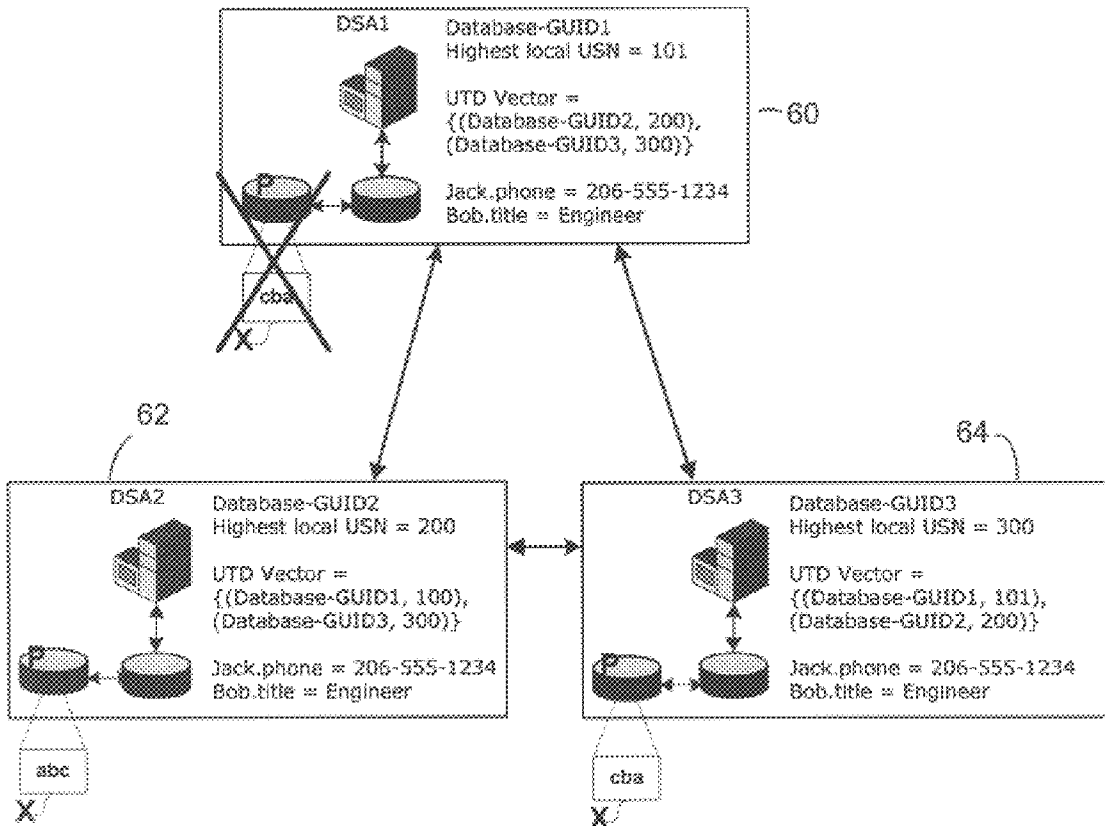 DSA1
Database-GUID1
Highest local USN = 101
UTD Vector =
{(Database-GUID2, 200),
(Database-GUID3, 300)}
Jack.phone = 206-555-1234
Bob.title = Engineer
P
cba
X
60
62
DSA2
Database-GUID2
Highest local USN = 200
UTD Vector =
{(Database-GUID1, 100),
(Database-GUID3, 300)}
Jack.phone = 206-555-1234
Bob.title = Engineer
P
abc
X
64
DSA3
Database-GUID3
Highest local USN = 300
UTD Vector =
{(Database-GUID1, 101),
(Database-GUID2, 200)}
Jack.phone = 206-555-1234
Bob.title = Engineer
P
cba
X